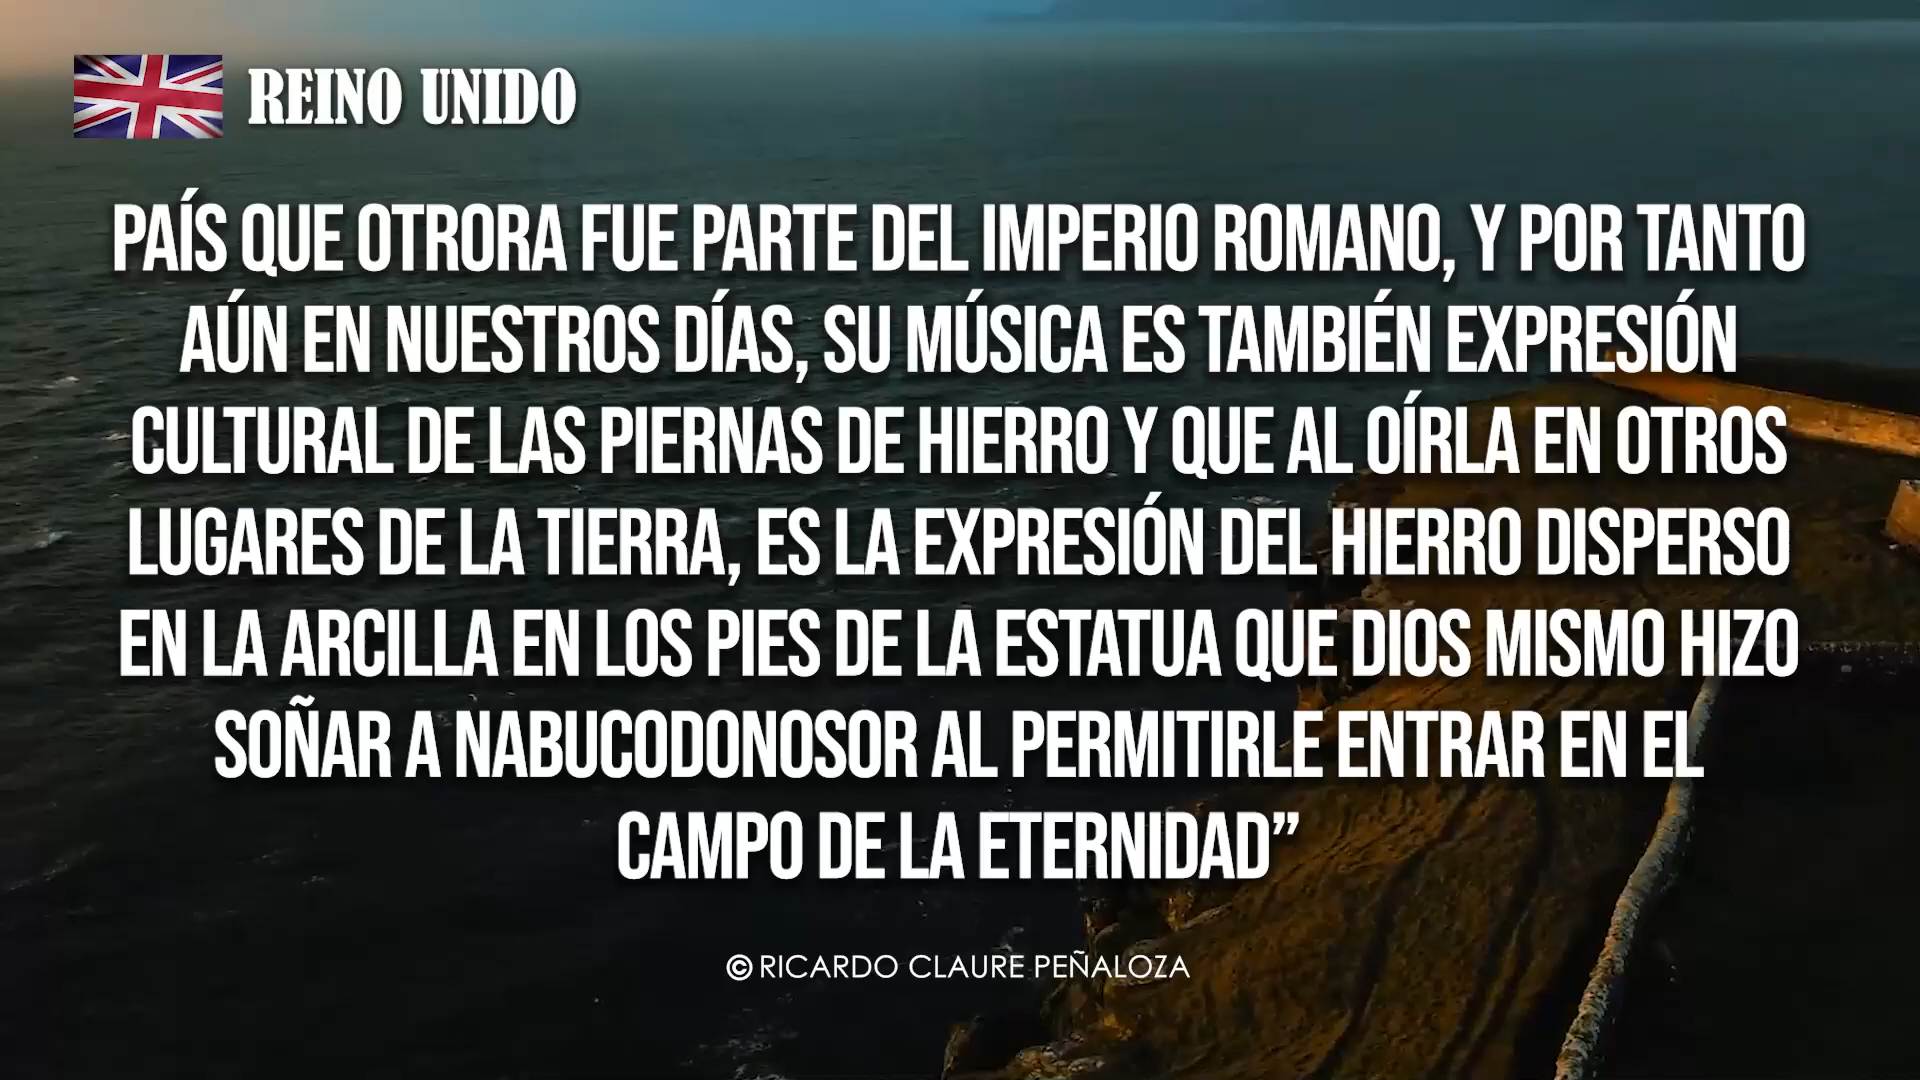 REINO UNIDO
PAÍS QUE OTRORA FUE PARTE DEL IMPERIO ROMANO, Y POR TANTO
AÚN EN NUESTROS DÍAS, SU MÚSICA ES TAMBIÉN EXPRESIÓN
CULTURAL DE LAS PIERNAS DE HIERRO Y QUE AL OÍRLA EN OTROS
LUGARES DE LA TIERRA, ES LA EXPRESIÓN DEL HIERRO DISPERSO
EN LA ARCILLA EN LOS PIES DE LA ESTATUA QUE DIOS MISMO HIZO
SOÑAR A NABUCODONOSOR AL PERMITIRLE ENTRAR EN EL
CAMPO DE LA ETERNIDAD”
© RICARDO CLAURE PEÑALOZA